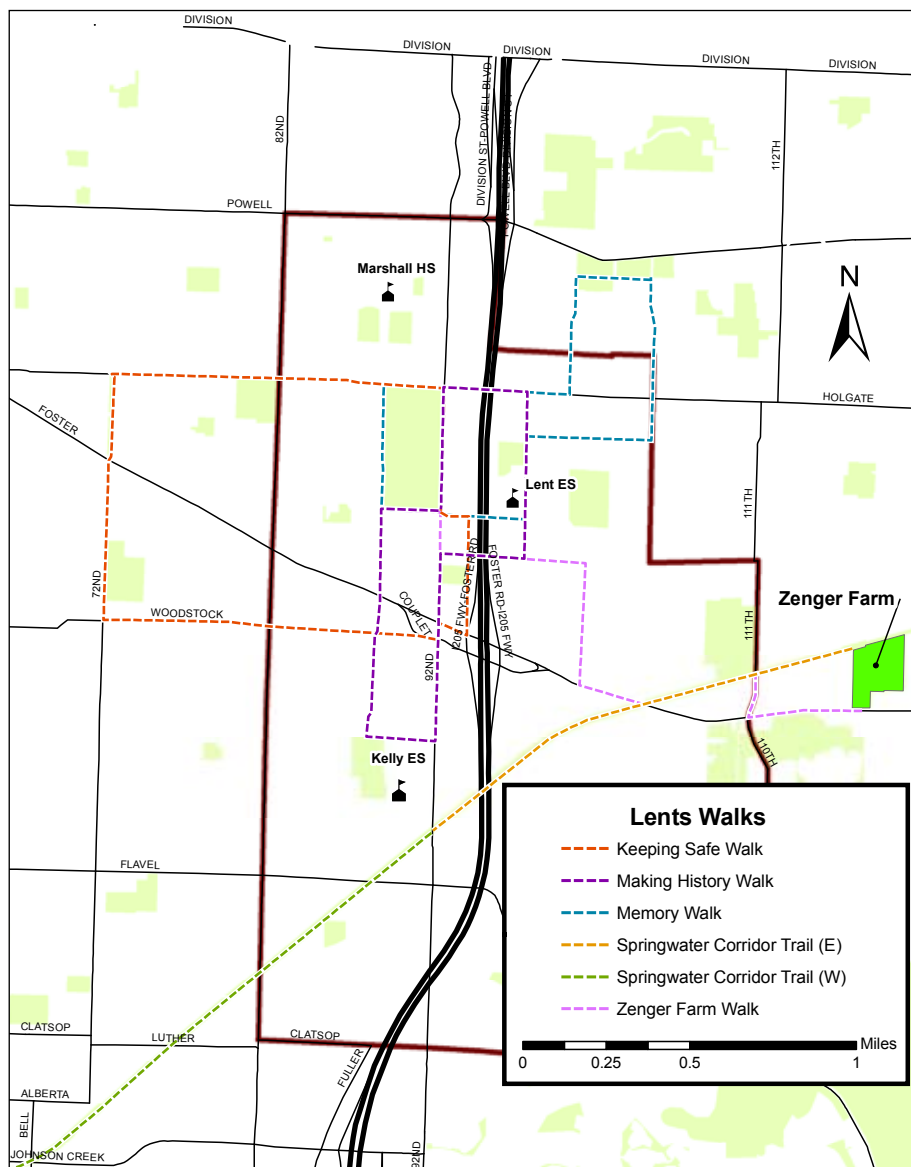 DIVISION
DIVISION
DIVISION
DIVISION
DIVISION
82ND
DIVISION ST-POWELL BLVD
112TH
POWELL
Marshall HS
N
HOLGATE
FOSTER
Lent ES
111TH
72ND
WOODSTOCK
COUPLET
I205 FWY-FOSTER RD
FOSTER RD-I205 FWY
92ND
111TH
Zenger Farm
110TH
Kelly ES
FLAVEL
CLATSOP
LUTHER
CLATSOP
FULLER
ALBERTA
BELL
JOHNSON CREEK
92ND
Lents Walks
Keeping Safe Walk
Making History Walk
Memory Walk
Springwater Corridor Trail (E)
Springwater Corridor Trail (W)
Zenger Farm Walk
Miles
0 0.25 0.5 1